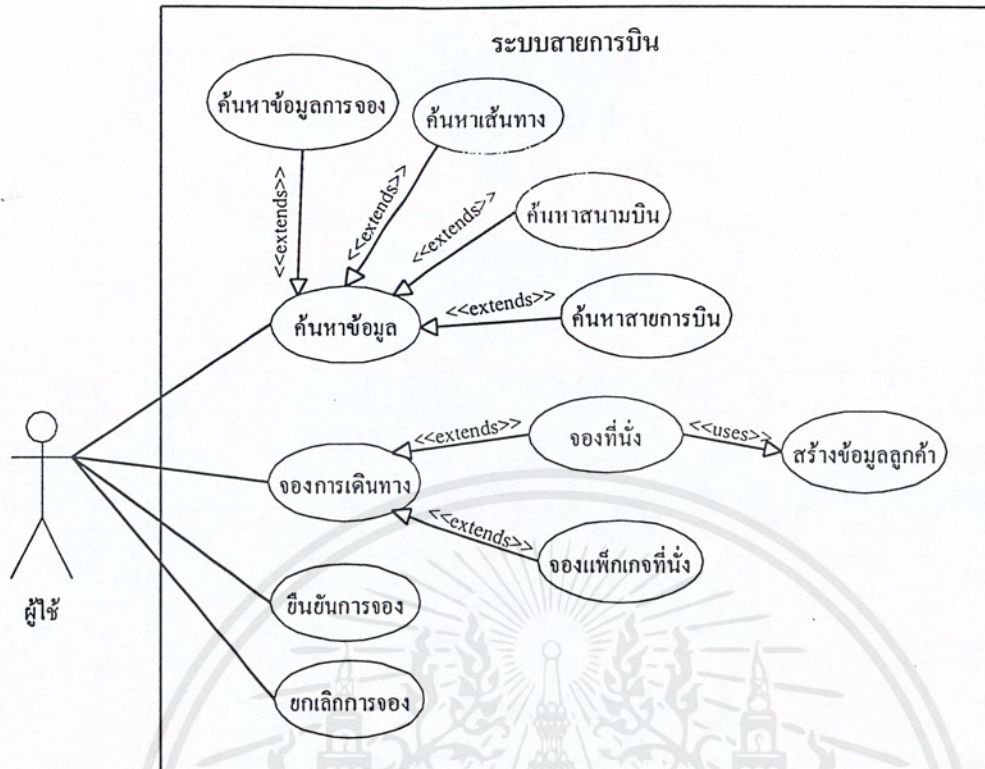 ระบบสายการบิน
ค้นหาข้อมูลการจอง
ค้นหาเส้นทาง
<<extends>>
<<extends>>
<<extends>>
ค้นหาสนามบิน
<<extends>>
ค้นหาข้อมูล
ค้นหาสายการบิน
<<extends>>
จองที่นั่ง
<<uses>>
สร้างข้อมูลลูกค้า
จองการเดินทาง
<<extends>>
จองแพ็กเกจที่นั่ง
ผู้ใช้
ยืนยันการจอง
ยกเลิกการจอง